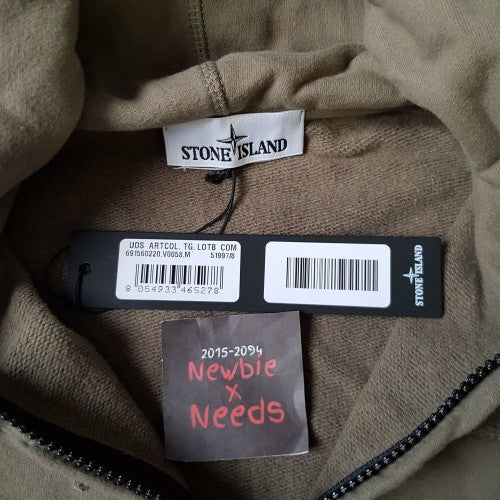 STONE ISLAND
UOS ARTCOL. TG. LOTB COM
691560220.V0058.M 51997/8
8 054933 465278
STONE ISLAND
2015-2094
Newbie
x
Needs